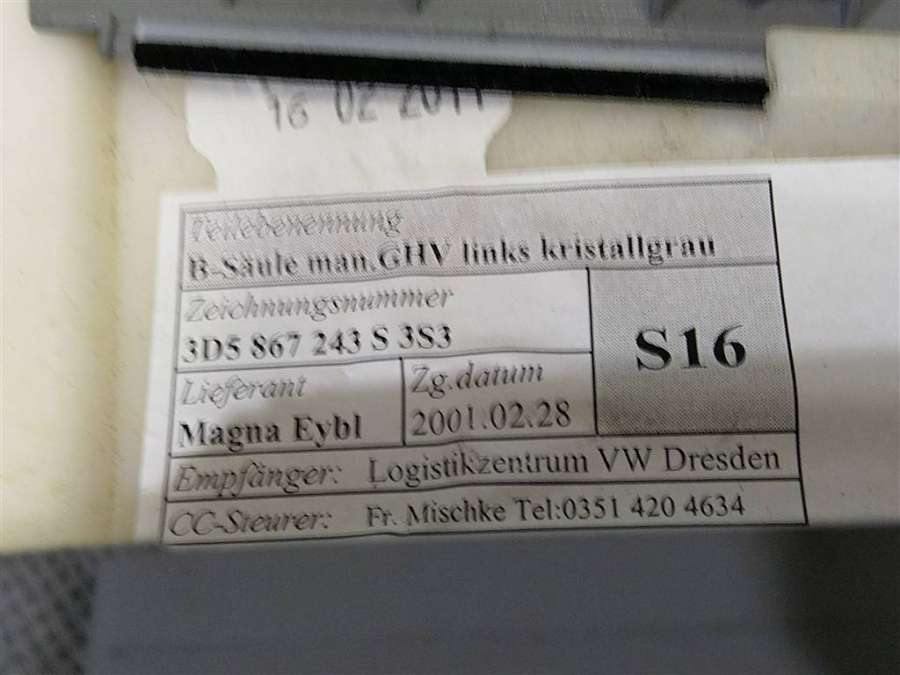 16 02 2011
Teilebenennung
B-Säule man.GHV links kristallgrau
Zeichnungsnummer
3D5 867 243 S 3S3
S16
Lieferant
Zg.datum
Magna Eybl
2001.02.28
Empfänger: Logistikzentrum VW Dresden
CC-Steurer: Fr. Mischke Tel:0351 420 4634